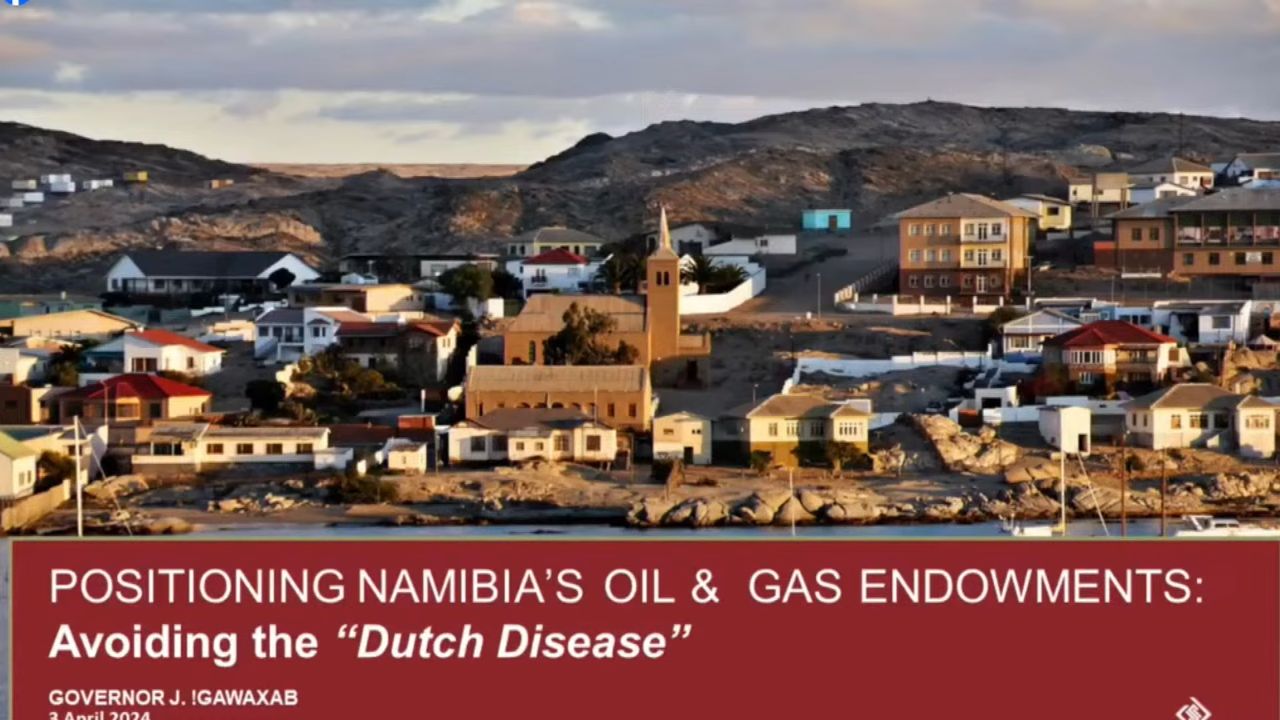 POSITIONING NAMIBIA’S OIL & GAS ENDOWMENTS:
Avoiding the “Dutch Disease”
GOVERNOR J. !GAWAXAB
3 April 2024